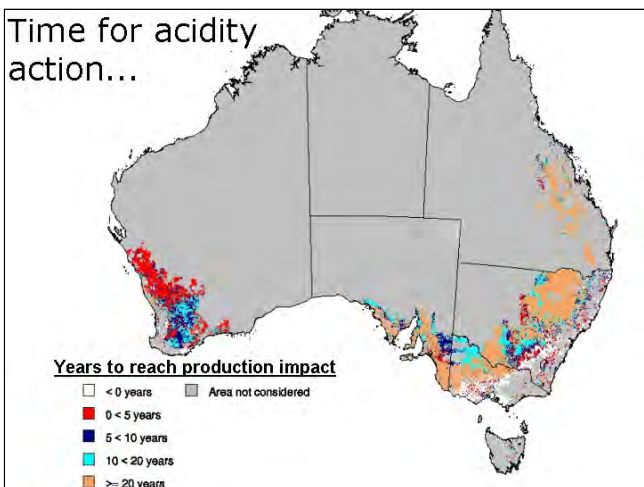 Time for acidity
action...
Years to reach production impact
< 0 years
Area not considered
0 < 5 years
5 < 10 years
10 < 20 years
>= 20 years